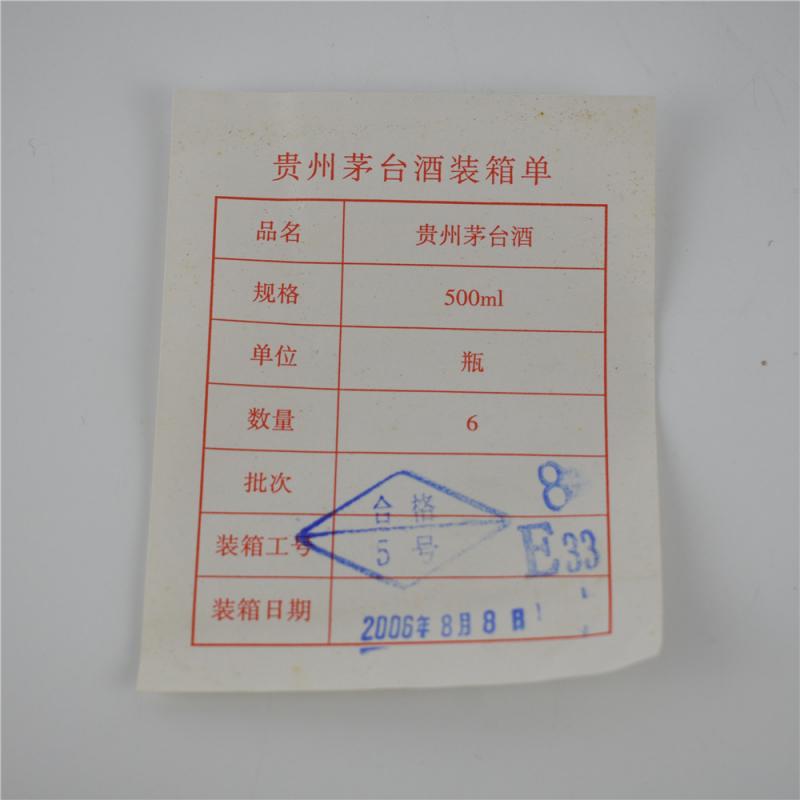 贵州茅台酒装箱单
品名 贵州茅台酒
规格 500ml
单位 瓶
数量 6
批次 8
合格
装箱工号 5号 E33
装箱日期 2006年8月8日